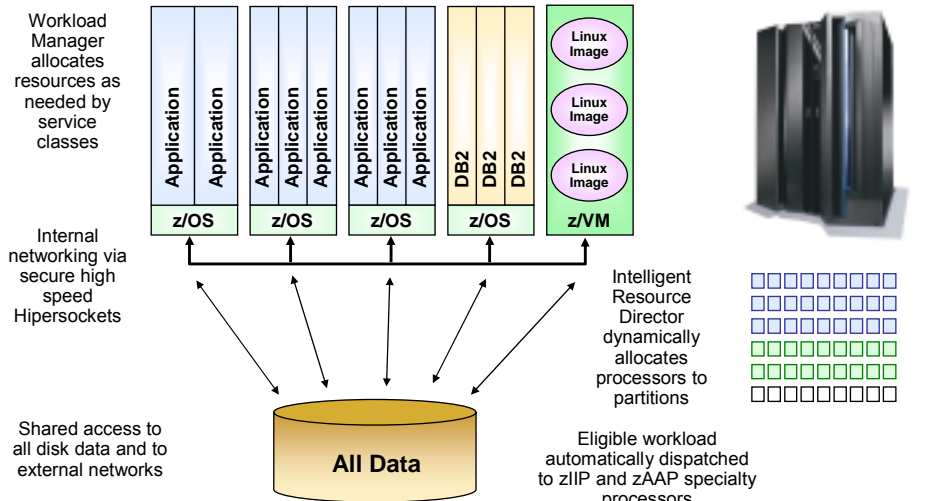 Workload
Manager
allocates
resources as
needed by
service
classes
Application
Application
Application
Application
Application
Application
Application
Application
DB2
DB2
DB2
Linux
Image
Linux
Image
Linux
Image
z/OS
z/OS
z/OS
z/OS
z/VM
Internal
networking via
secure high
speed
Hipersockets
Intelligent
Resource
Director
dynamically
allocates
processors to
partitions
Shared access to
all disk data and to
external networks
All Data
Eligible workload
automatically dispatched
to zIIP and zAAP specialty
processors